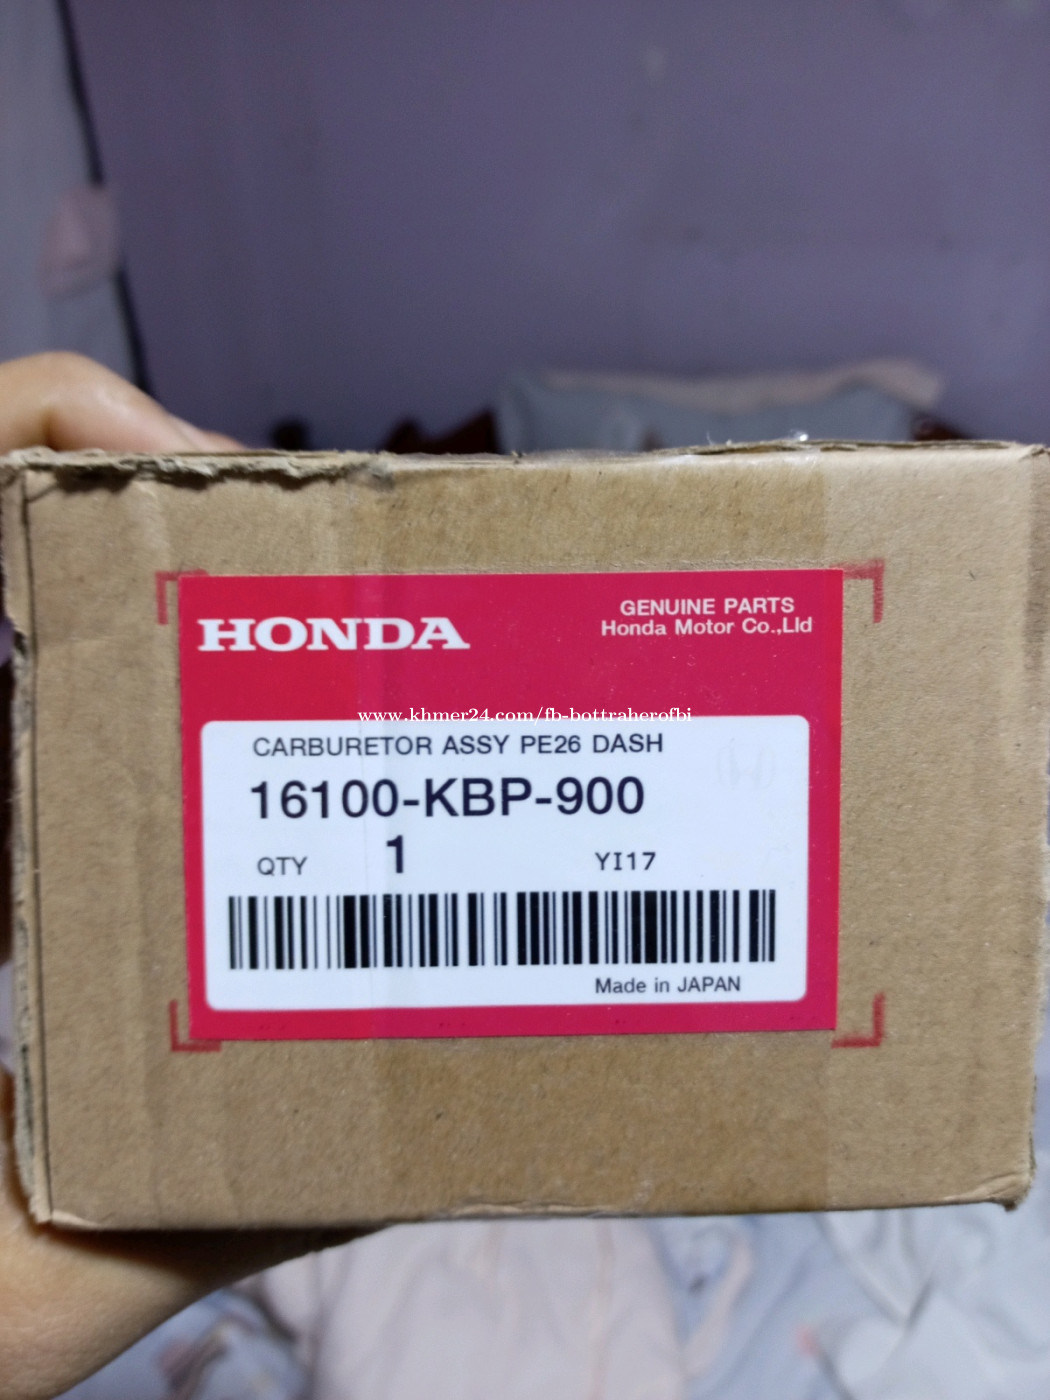 HONDA
GENUINE PARTS
Honda Motor Co.,Lld
www.khmer24.com/fb-bottraherofbi
CARBURETOR ASSY PE26 DASH
16100-KBP-900
QTY 1 YI17
Made in JAPAN